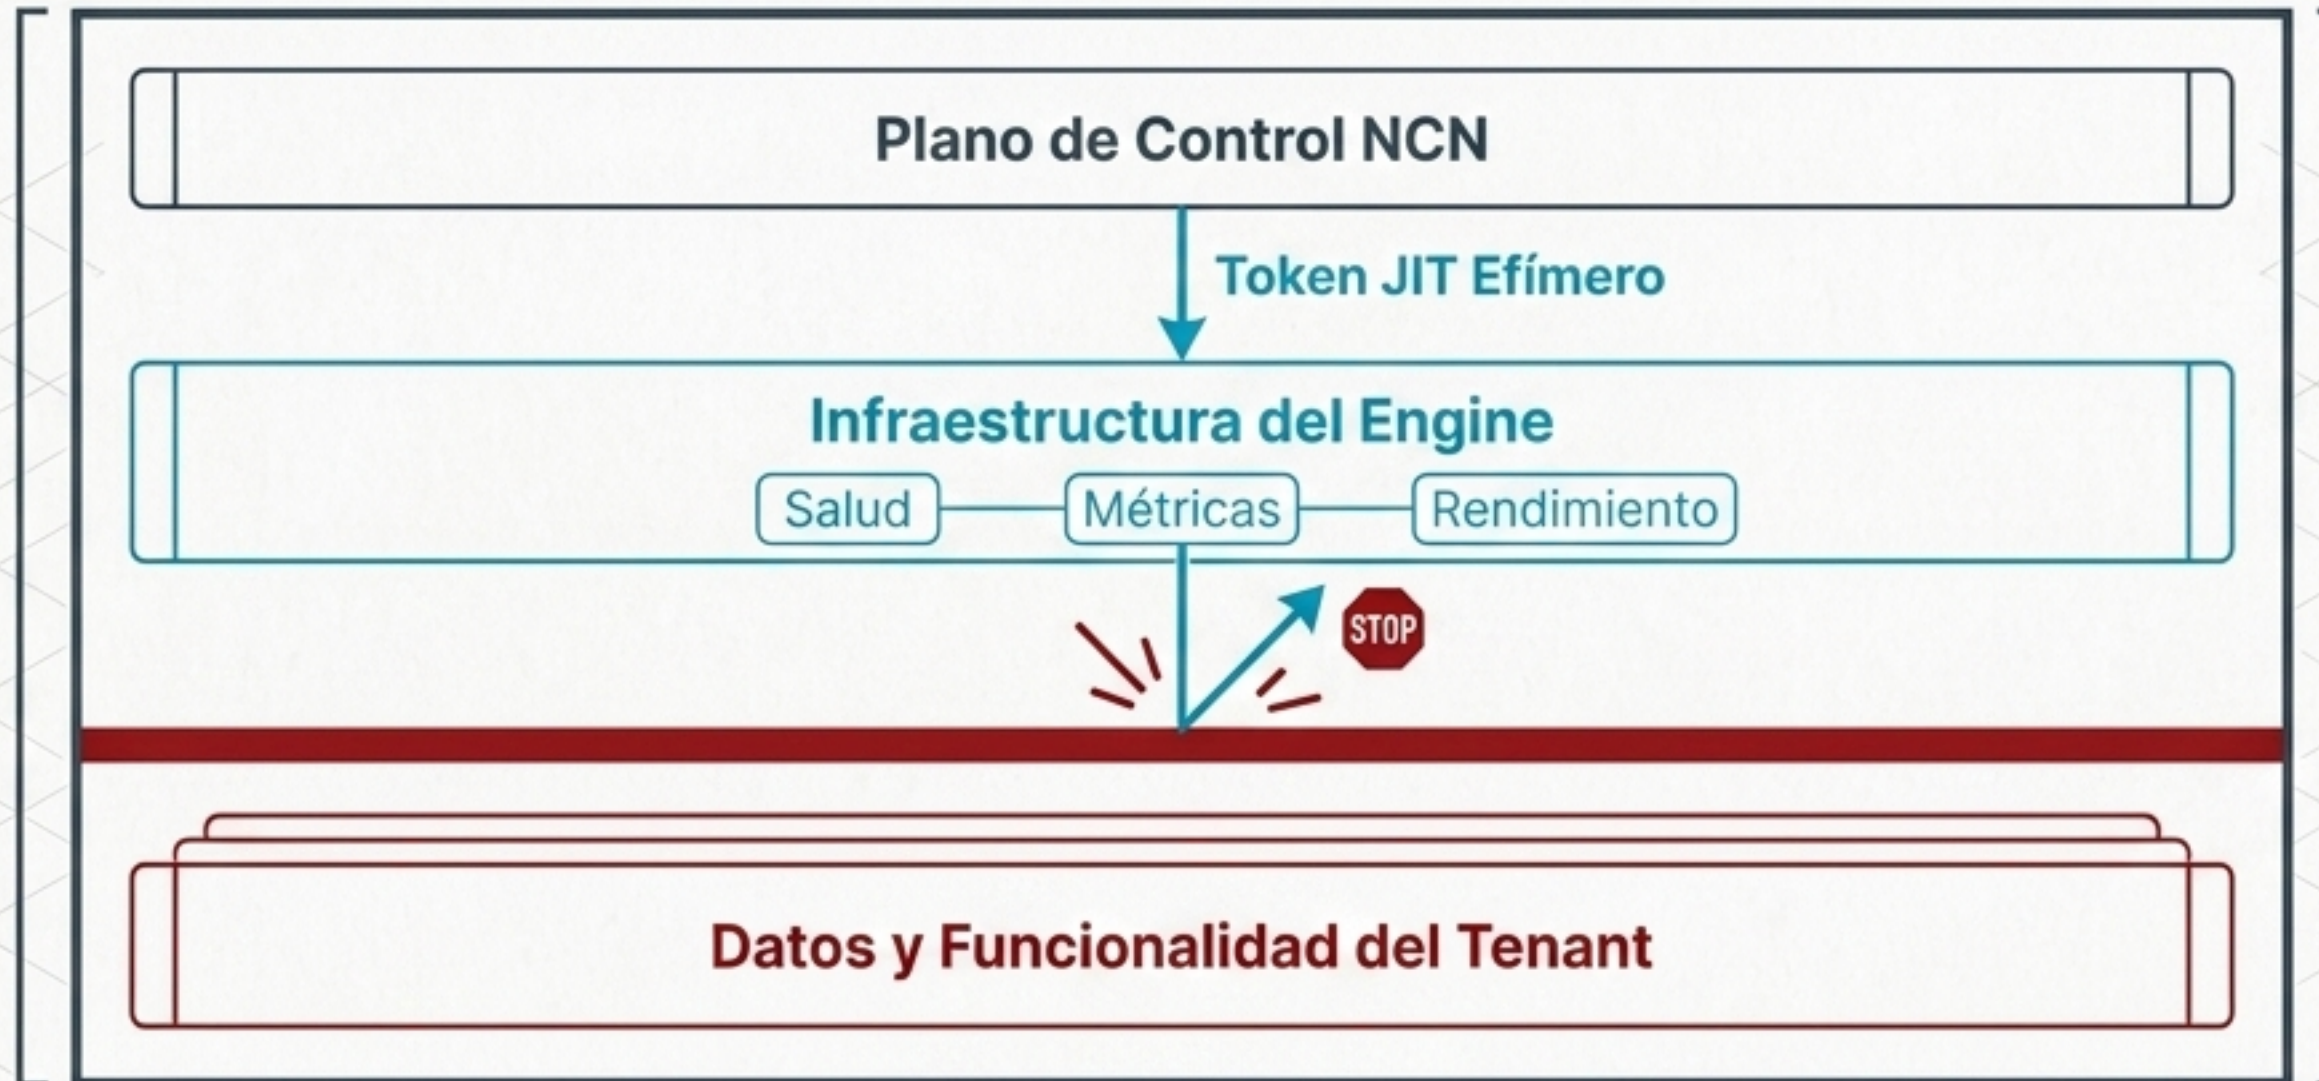 Plano de Control NCN
Token JIT Efímero
Infraestructura del Engine
Salud Métricas Rendimiento
STOP
Datos y Funcionalidad del Tenant